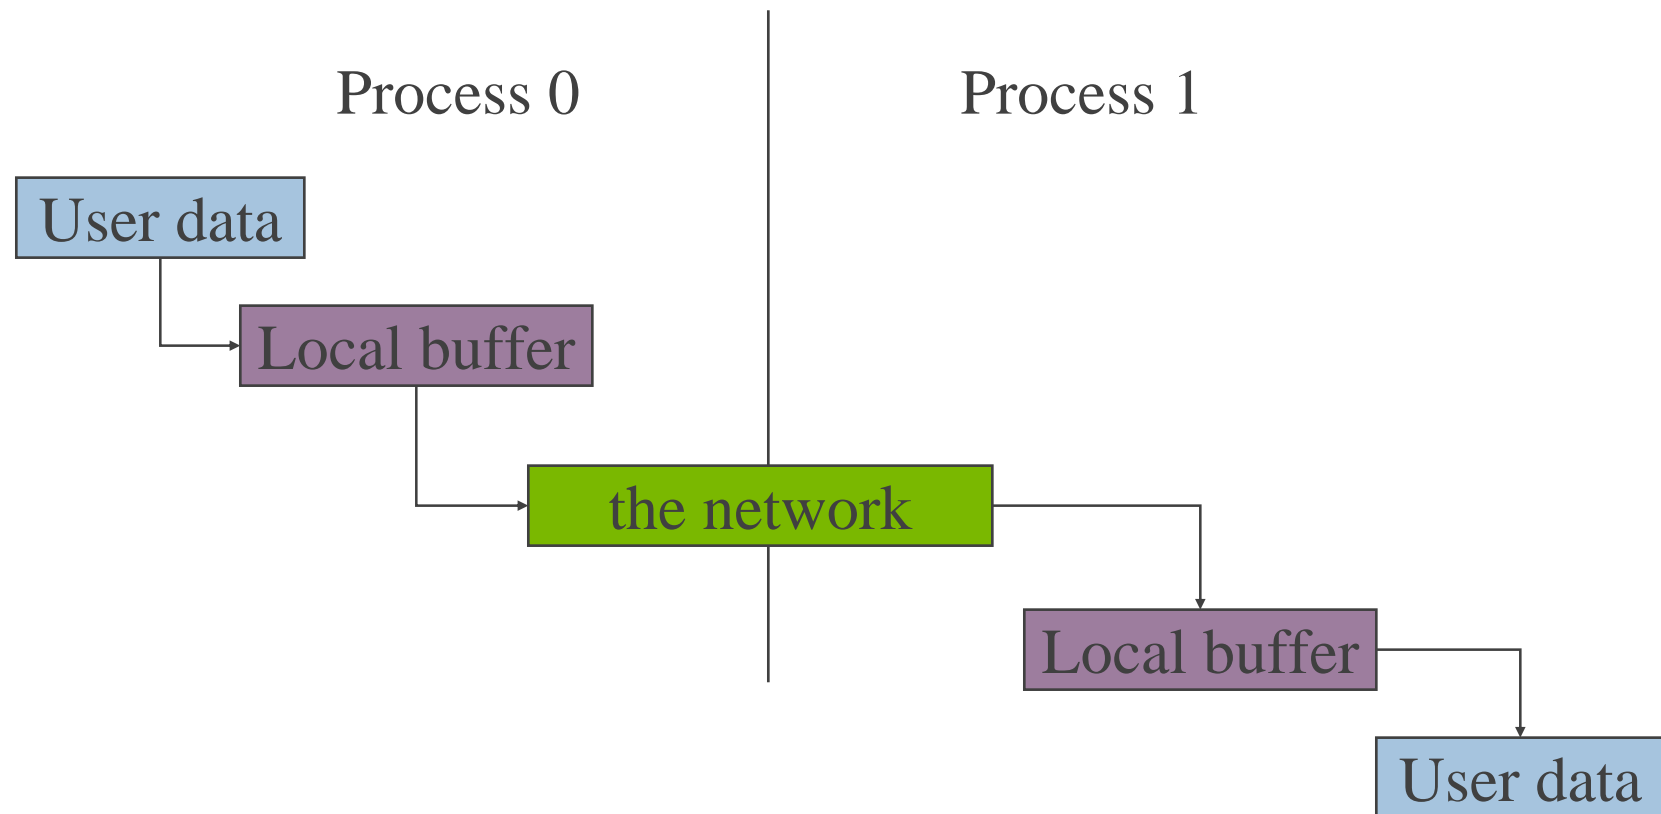 Process 0
Process 1
User data
Local buffer
the network
Local buffer
User data